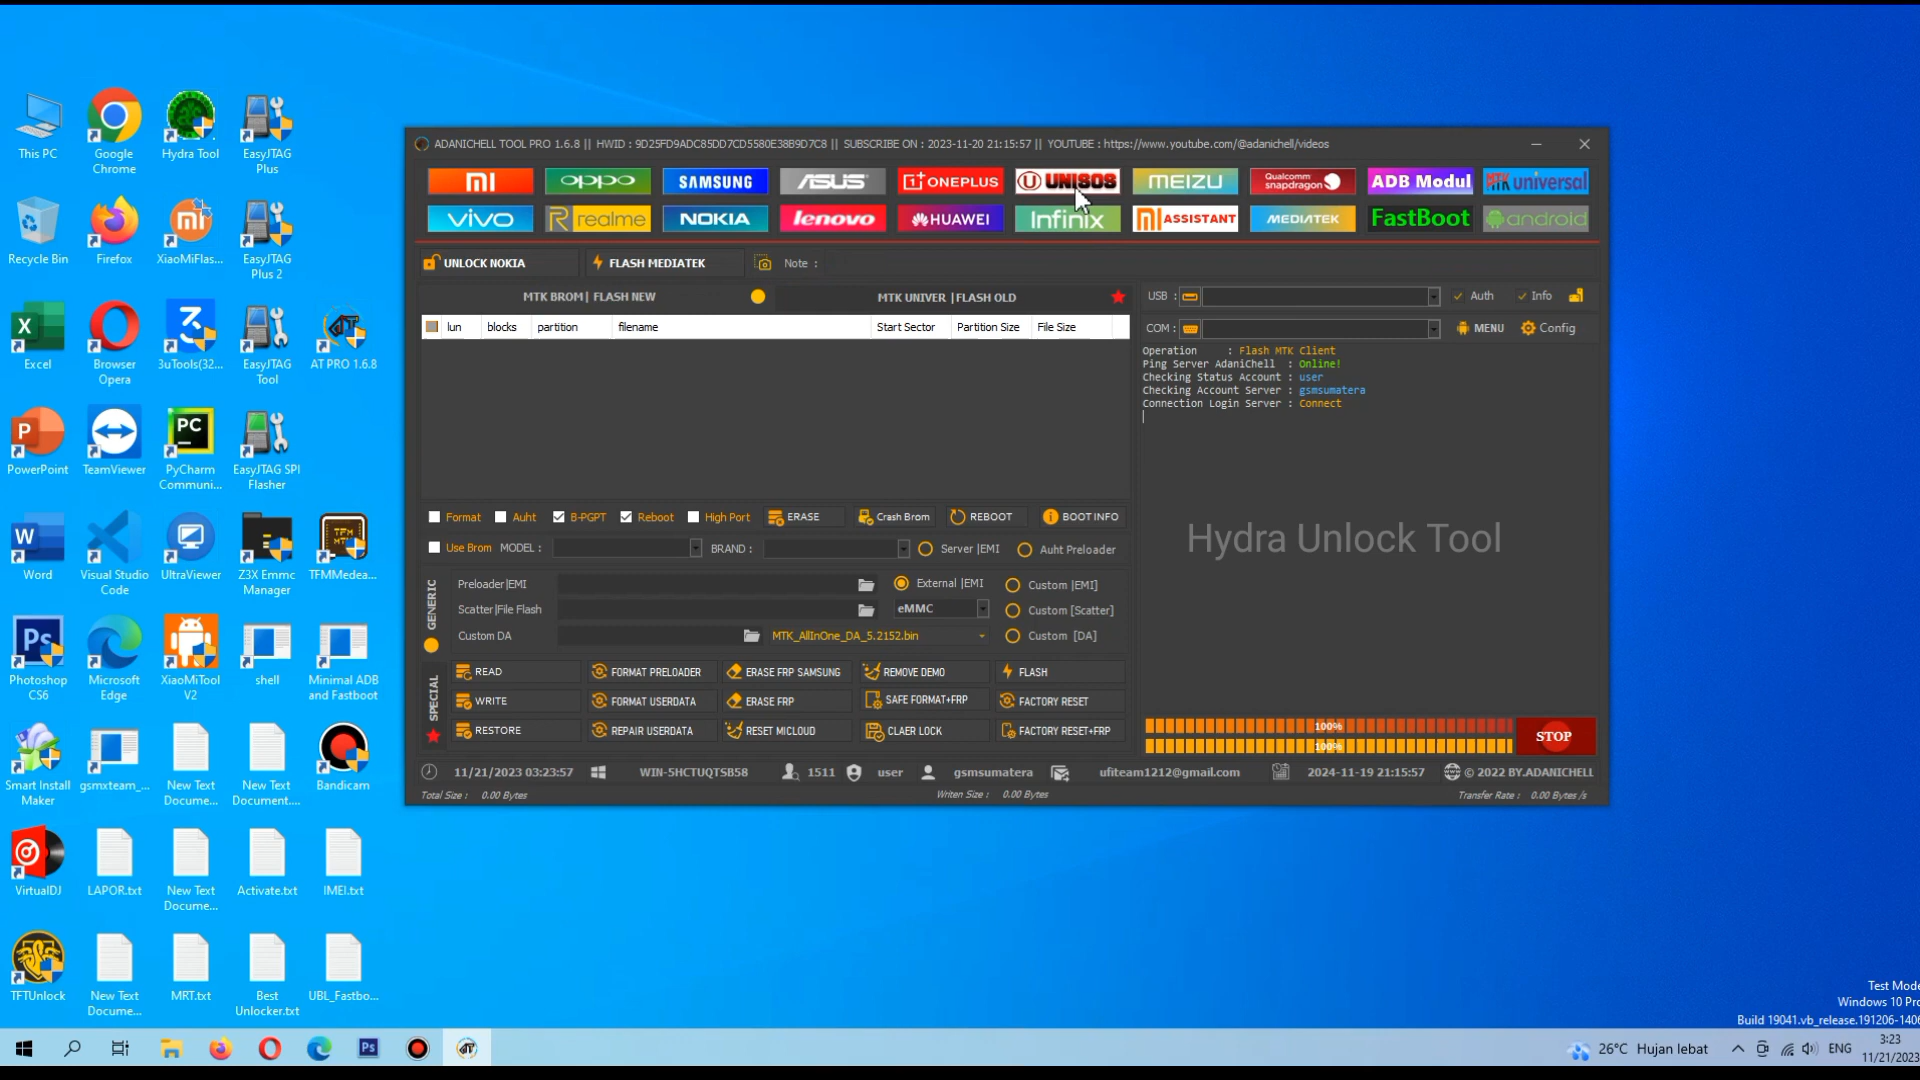 This PC
Google Chrome
Hydra Tool
EasyJTAG Plus
Recycle Bin
Firefox
XiaoMiFlas...
EasyJTAG Plus 2
Excel
Browser Opera
3uTools(32...
EasyJTAG Tool
AT PRO 1.6.8
PowerPoint
TeamViewer
PyCharm Communi...
EasyJTAG SPI Flasher
Word
Visual Studio Code
UltraViewer
Z3X Emmc Manager
TFMMedea...
Photoshop CS6
Microsoft Edge
XiaoMiTool V2
shell
Minimal ADB and Fastboot
Smart Install Maker
gsmxteam_...
New Text Docume...
New Text Document....
Bandicam
VirtualDJ
LAPOR.txt
New Text Docume...
Activate.txt
IMEI.txt
TFTUnlock
New Text Docume...
MRT.txt
Best Unlocker.txt
UBL_Fastbo...
ADANICHELL TOOL PRO 1.6.8 || HWID : 9D25FD9ADC85DD7CD5580E38B9D7C8 || SUBSCRIBE ON : 2023-11-20 21:15:57 || YOUTUBE : https://www.youtube.com/@adanichell/videos
MI oppo SAMSUNG ASUS ONEPLUS UNISOS MEIZU Qualcomm snapdragon ADB Modul MTK universal
VIVO realme NOKIA lenovo HUAWEI Infinix MI ASSISTANT MEDIATEK FastBoot android
UNLOCK NOKIA FLASH MEDIATEK Note :
MTK BROM| FLASH NEW MTK UNIVER |FLASH OLD
USB : Auth Info
lun blocks partition filename Start Sector Partition Size File Size
COM : MENU Config
Operation : Flash MTK Client
Ping Server AdaniChell : Online!
Checking Status Account : user
Checking Account Server : gsmsumatera
Connection Login Server : Connect
Hydra Unlock Tool
Format Auht B-PGPT Reboot High Port ERASE Crash Brom REBOOT BOOT INFO
Use Brom MODEL : BRAND : Server |EMI Auht Preloader
GENERIC
Preloader|EMI External |EMI Custom |EMI]
Scatter|File Flash eMMC Custom [Scatter]
Custom DA MTK_AllInOne_DA_5.2152.bin Custom [DA]
SPECIAL
READ FORMAT PRELOADER ERASE FRP SAMSUNG REMOVE DEMO FLASH
WRITE FORMAT USERDATA ERASE FRP SAFE FORMAT+FRP FACTORY RESET
RESTORE REPAIR USERDATA RESET MICLOUD CLAER LOCK FACTORY RESET+FRP
100%
100%
STOP
11/21/2023 03:23:57 WIN-5HCTUQTSB58 1511 user gsmsumatera ufiteam1212@gmail.com 2024-11-19 21:15:57 © 2022 BY.ADANICHELL
Total Size : 0.00 Bytes Writen Size : 0.00 Bytes Transfer Rate : 0.00 Bytes /s
Test Mode
Windows 10 Pro
Build 19041.vb_release.191206-1406
26°C Hujan lebat ENG 3:23
11/21/2023